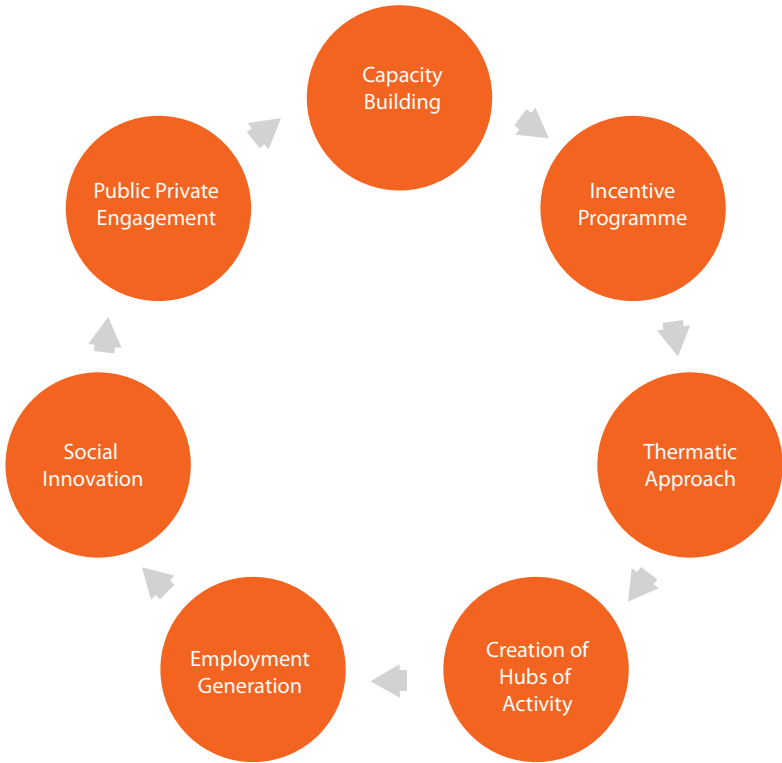 Capacity
Building
Incentive
Programme
Thermatic
Approach
Creation of
Hubs of
Activity
Employment
Generation
Social
Innovation
Public Private
Engagement